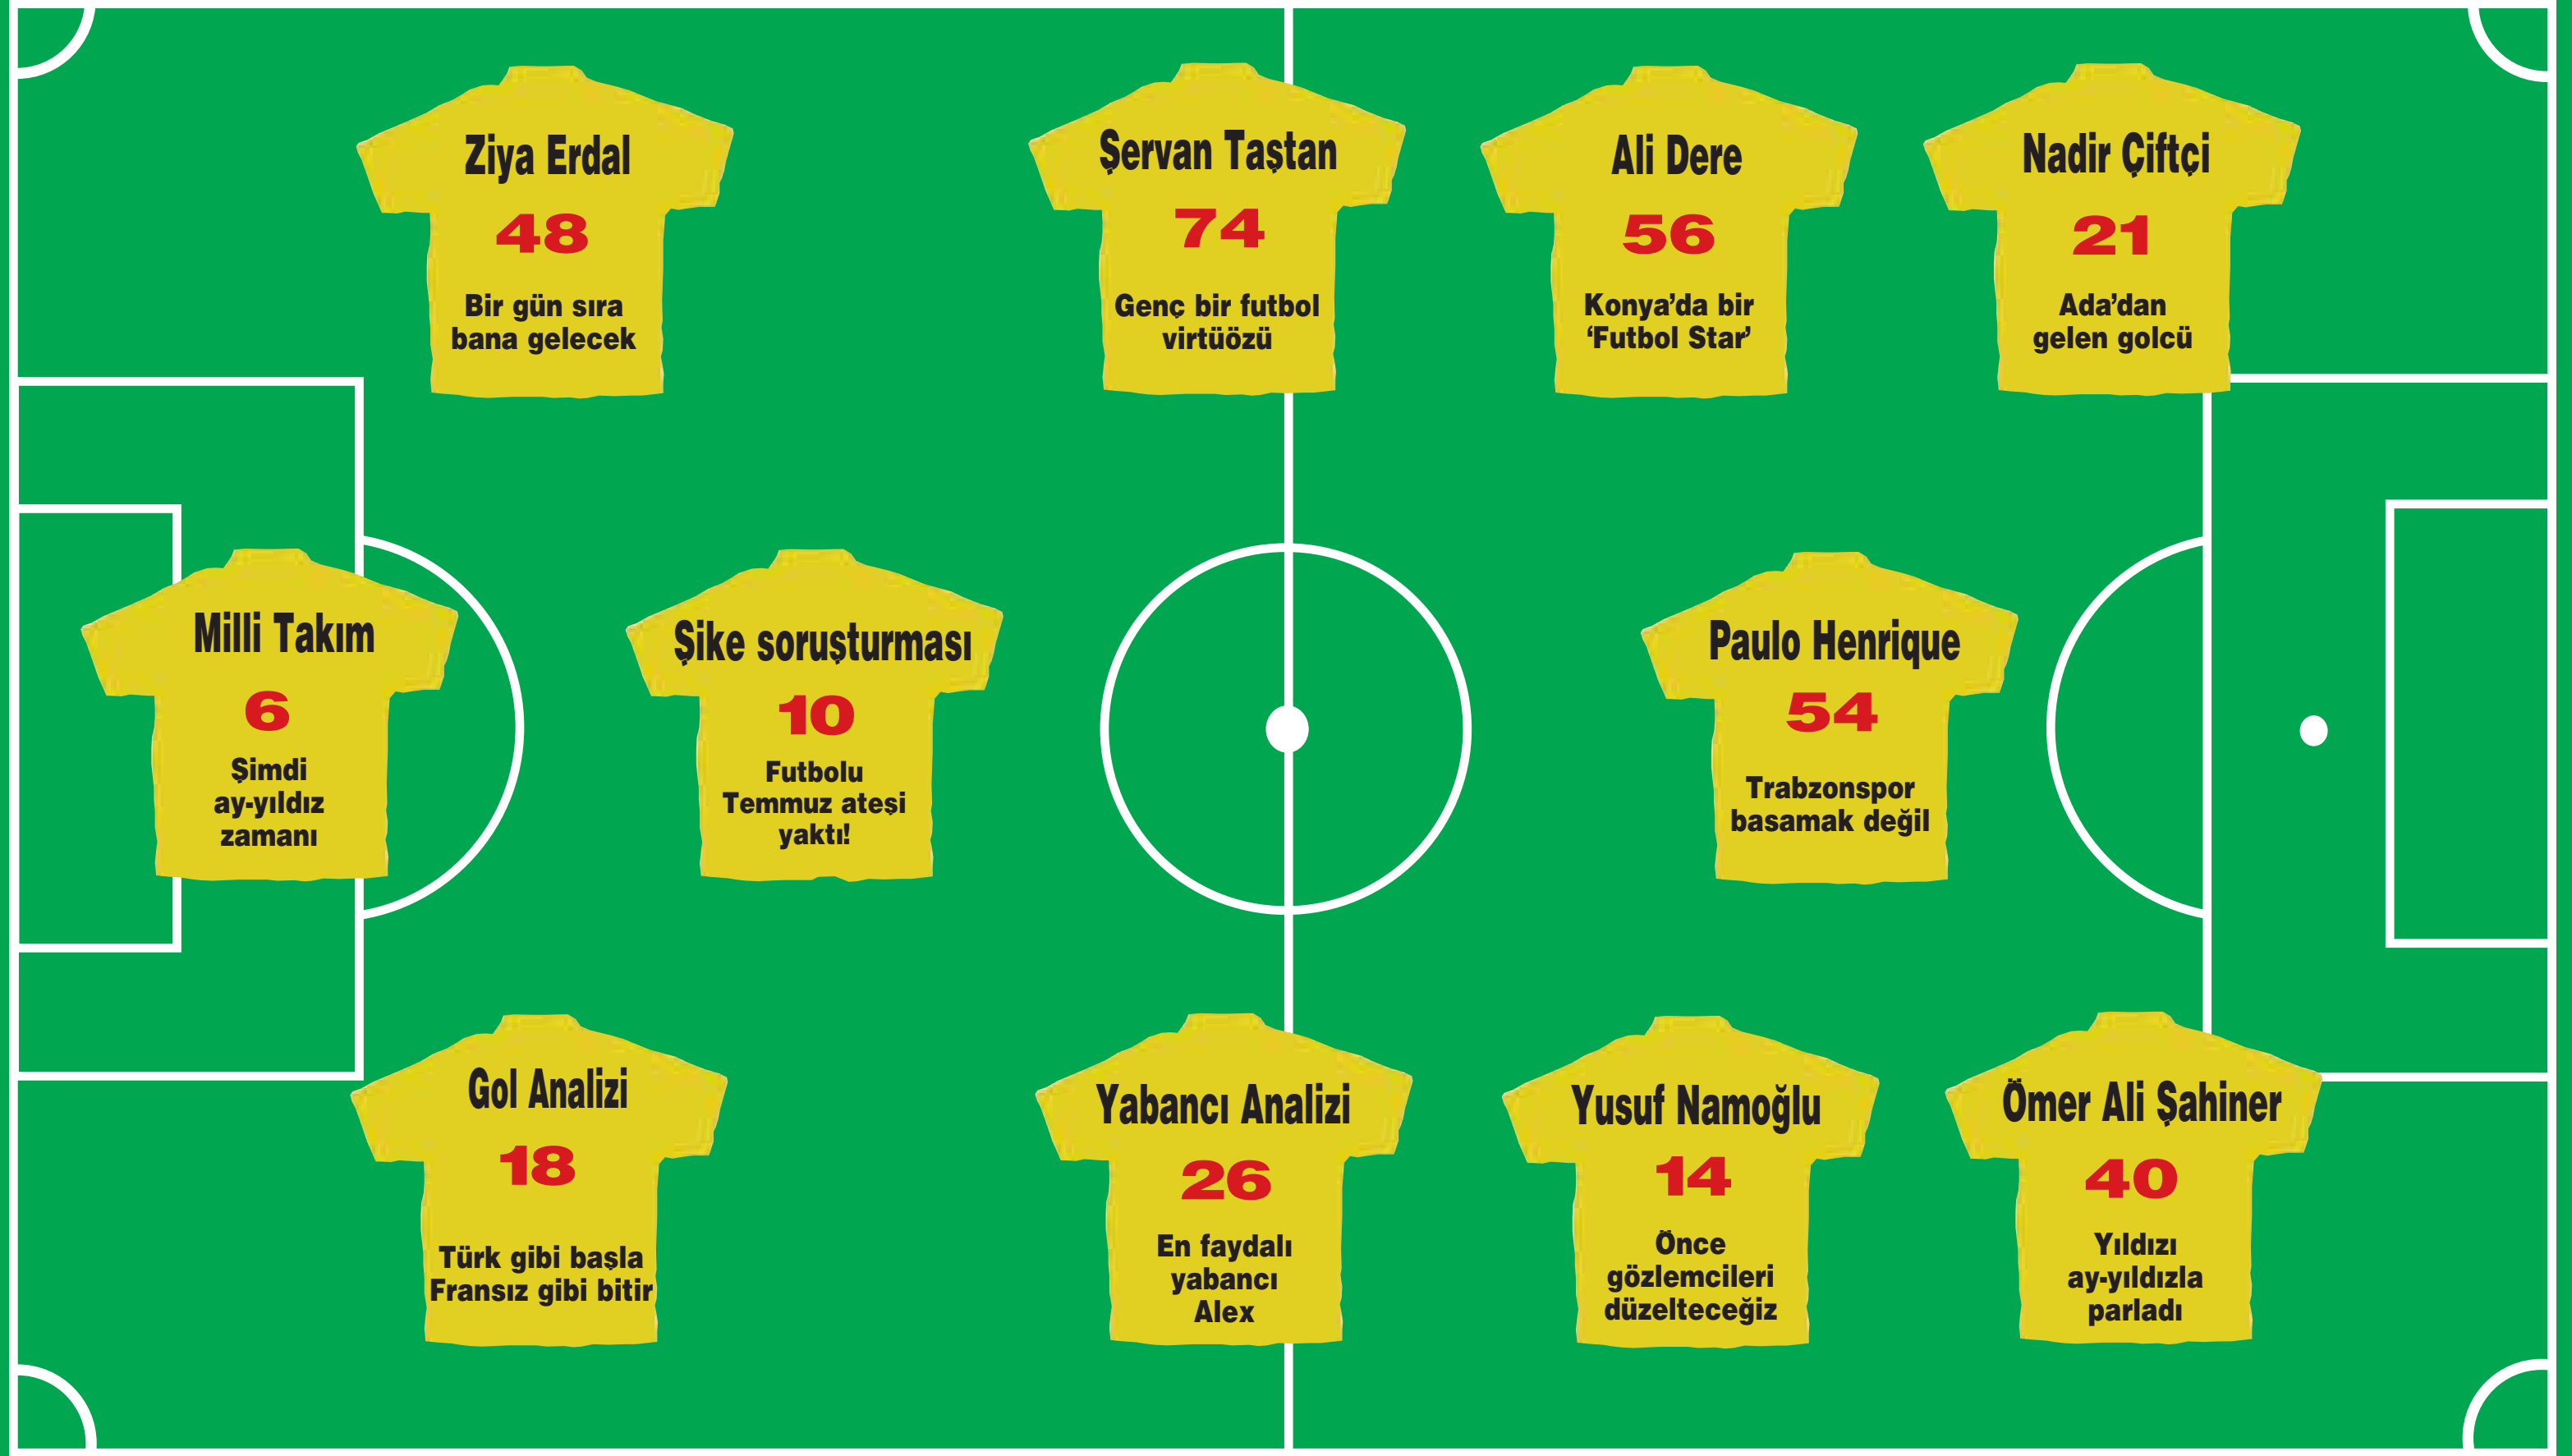 Ziya Erdal
48
Bir gün sıra
bana gelecek
Şervan Taştan
74
Genç bir futbol
virtüözü
Ali Dere
56
Konya’da bir
‘Futbol Star’
Nadir Çiftçi
21
Ada’dan
gelen golcü
Milli Takım
6
Şimdi
ay-yıldız
zamanı
Şike soruşturması
10
Futbolu
Temmuz ateşi
yaktı!
Paulo Henrique
54
Trabzonspor
basamak değil
Gol Analizi
18
Türk gibi başla
Fransız gibi bitir
Yabancı Analizi
26
En faydalı
yabancı
Alex
Yusuf Namoğlu
14
Önce
gözlemcileri
düzelteceğiz
Ömer Ali Şahiner
40
Yıldızı
ay-yıldızla
parladı